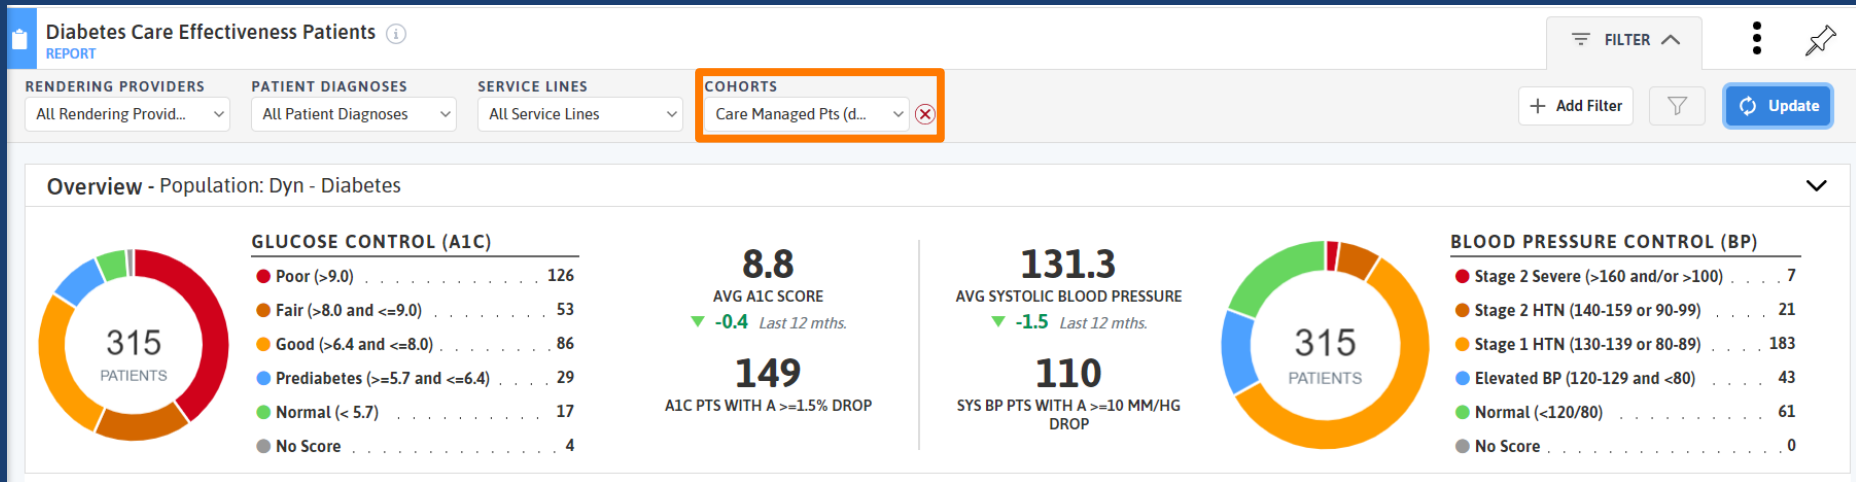 Diabetes Care Effectiveness Patients
REPORT
FILTER
RENDERING PROVIDERS
All Rendering Provid...
PATIENT DIAGNOSES
All Patient Diagnoses
SERVICE LINES
All Service Lines
COHORTS
Care Managed Pts (d...
Add Filter
Update
Overview - Population: Dyn - Diabetes
315
PATIENTS
GLUCOSE CONTROL (A1C)
Poor (>9.0) . . . . . . . . . . . . 126
Fair (>8.0 and <=9.0) . . . . . . . . 53
Good (>6.4 and <=8.0) . . . . . . . . 86
Prediabetes (>=5.7 and <=6.4) . . . . 29
Normal (< 5.7) . . . . . . . . . . 17
No Score . . . . . . . . . . . . . 4
8.8
AVG A1C SCORE
-0.4 Last 12 mths.
149
A1C PTS WITH A >=1.5% DROP
131.3
AVG SYSTOLIC BLOOD PRESSURE
-1.5 Last 12 mths.
110
SYS BP PTS WITH A >=10 MM/HG
DROP
315
PATIENTS
BLOOD PRESSURE CONTROL (BP)
Stage 2 Severe (>160 and/or >100) . . . . 7
Stage 2 HTN (140-159 or 90-99) . . . . . 21
Stage 1 HTN (130-139 or 80-89) . . . . 183
Elevated BP (120-129 and <80) . . . . 43
Normal (<120/80) . . . . . . . . . . 61
No Score . . . . . . . . . . . . . . . 0